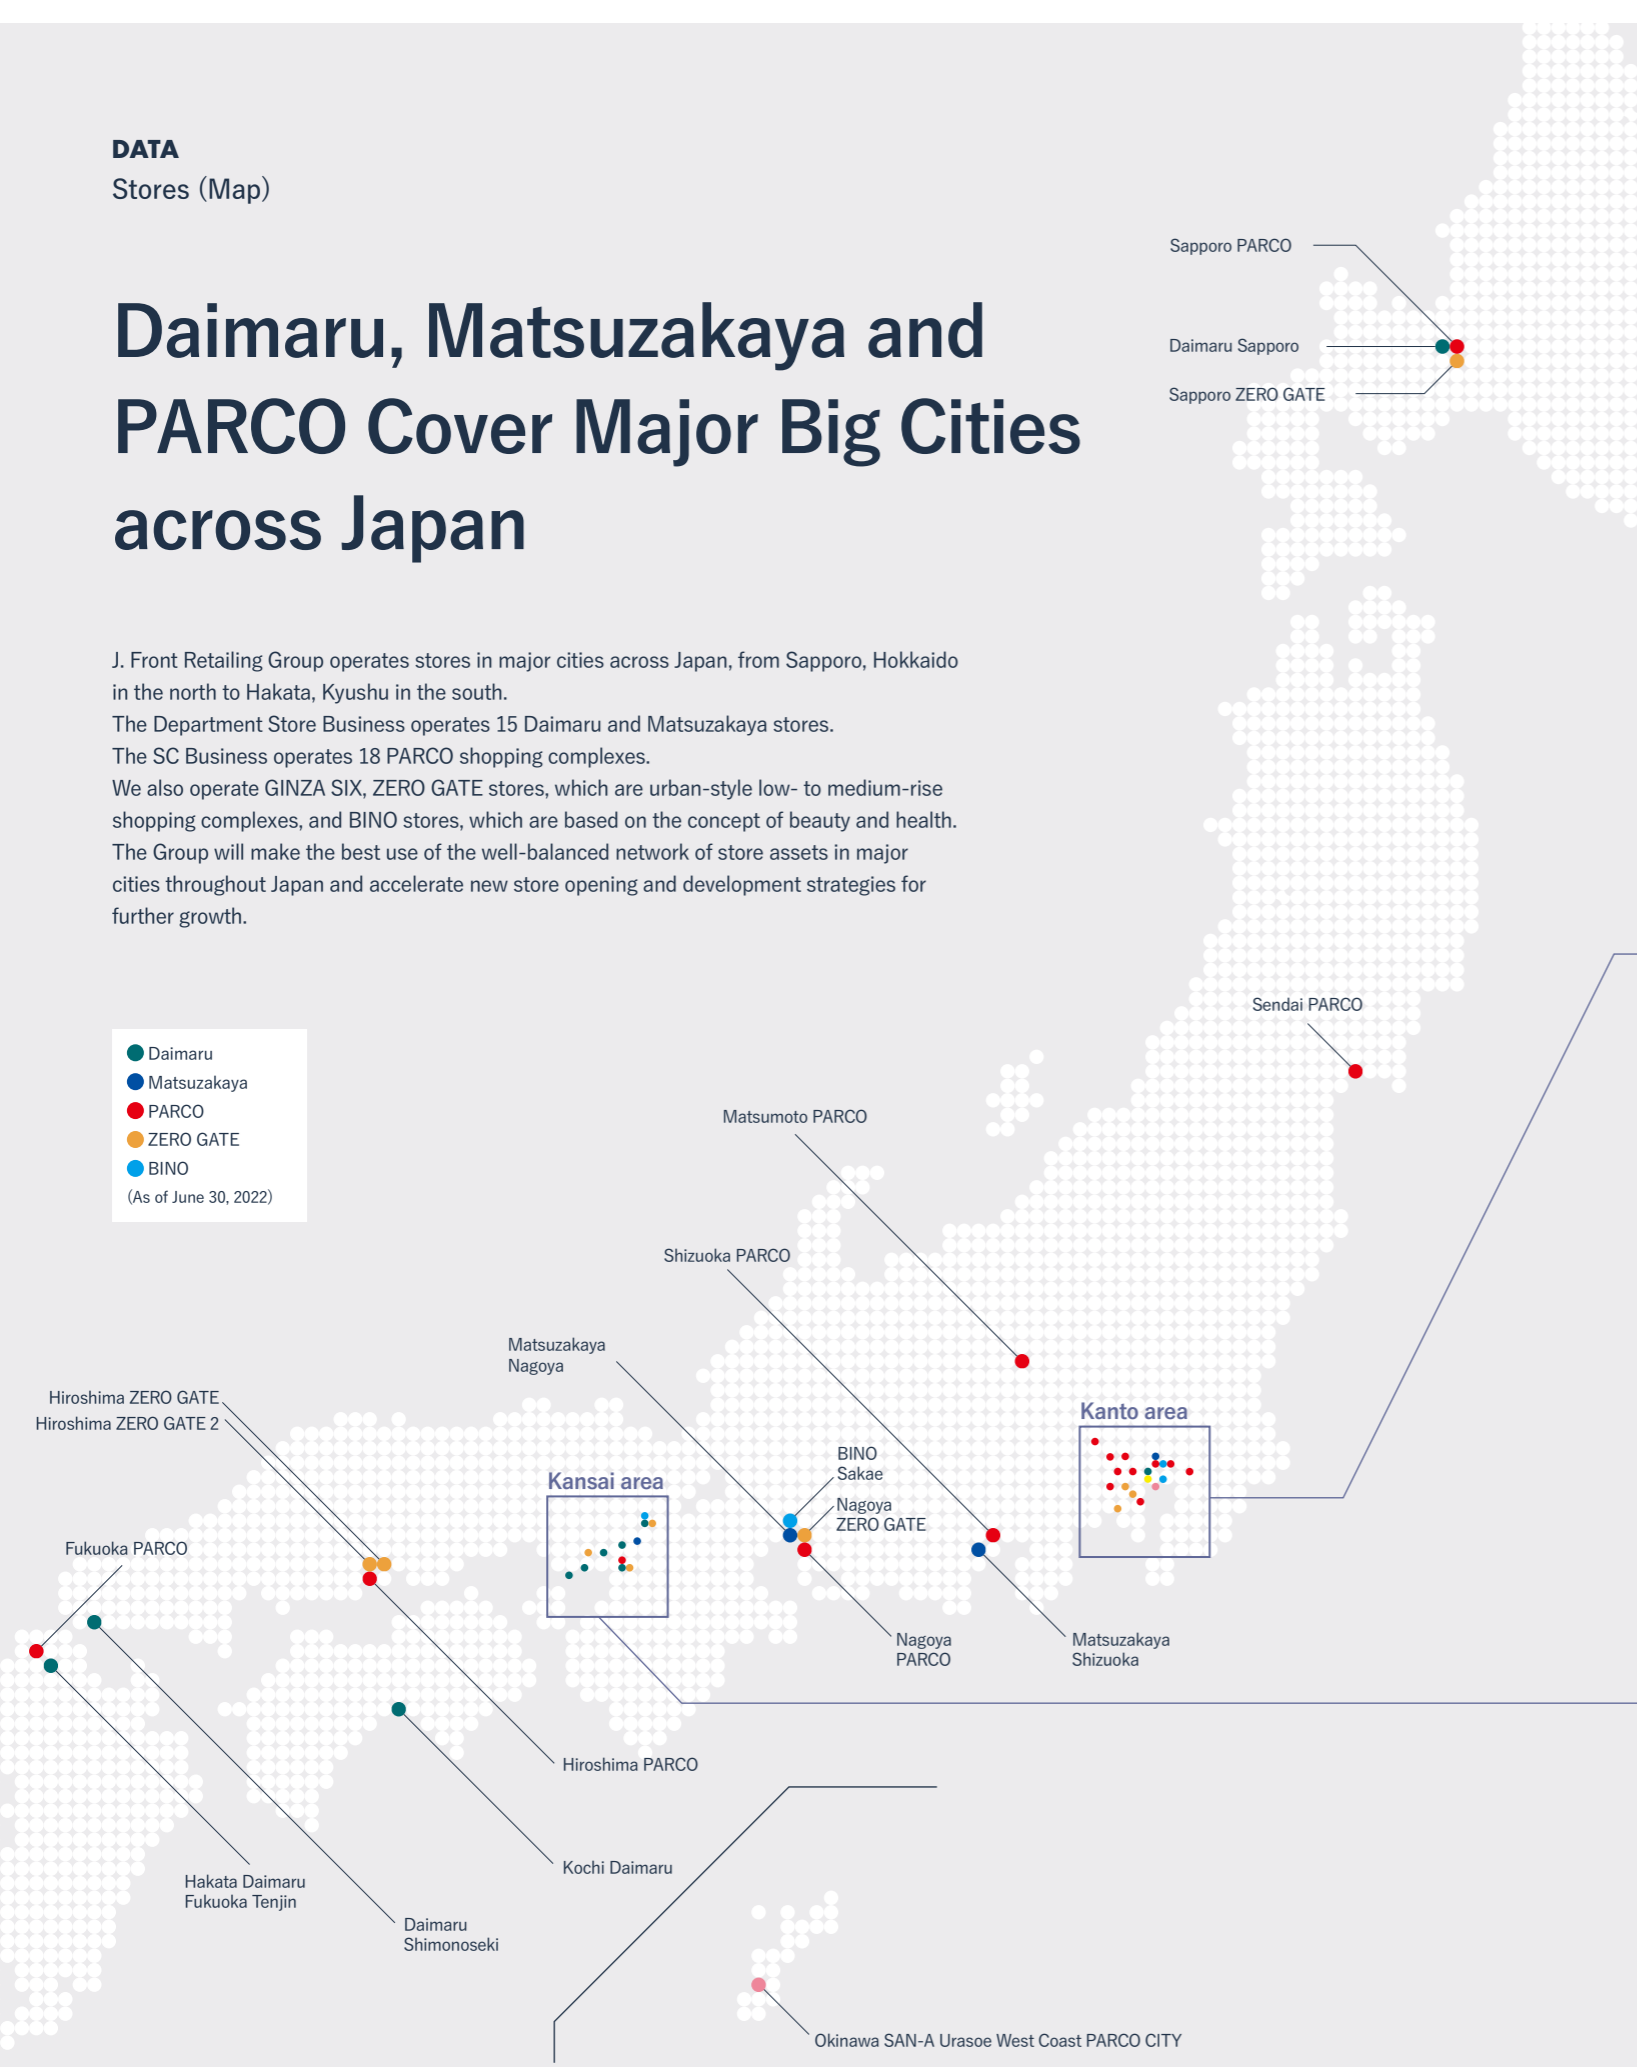 DATA
Stores (Map)
Daimaru, Matsuzakaya and
PARCO Cover Major Big Cities
across Japan
J. Front Retailing Group operates stores in major cities across Japan, from Sapporo, Hokkaido
in the north to Hakata, Kyushu in the south.
The Department Store Business operates 15 Daimaru and Matsuzakaya stores.
The SC Business operates 18 PARCO shopping complexes.
We also operate GINZA SIX, ZERO GATE stores, which are urban-style low- to medium-rise
shopping complexes, and BINO stores, which are based on the concept of beauty and health.
The Group will make the best use of the well-balanced network of store assets in major
cities throughout Japan and accelerate new store opening and development strategies for
further growth.
Sapporo PARCO
Daimaru Sapporo
Sapporo ZERO GATE
Sendai PARCO
Daimaru
Matsuzakaya
PARCO
ZERO GATE
BINO
(As of June 30, 2022)
Matsumoto PARCO
Shizuoka PARCO
Matsuzakaya
Nagoya
Hiroshima ZERO GATE
Hiroshima ZERO GATE 2
Kanto area
BINO
Sakae
Kansai area
Nagoya
ZERO GATE
Fukuoka PARCO
Nagoya
PARCO
Matsuzakaya
Shizuoka
Hiroshima PARCO
Kochi Daimaru
Hakata Daimaru
Fukuoka Tenjin
Daimaru
Shimonoseki
Okinawa SAN-A Urasoe West Coast PARCO CITY